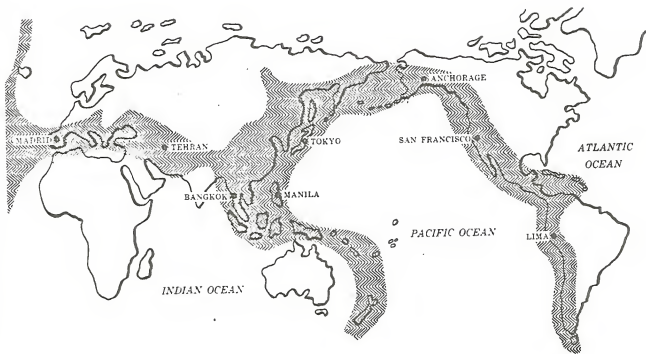 ANCHORAGE
MADRID
TEHRAN
TOKYO
SAN FRANCISCO
ATLANTIC
OCEAN
BANGKOK
MANILA
PACIFIC OCEAN
LIMA
INDIAN OCEAN